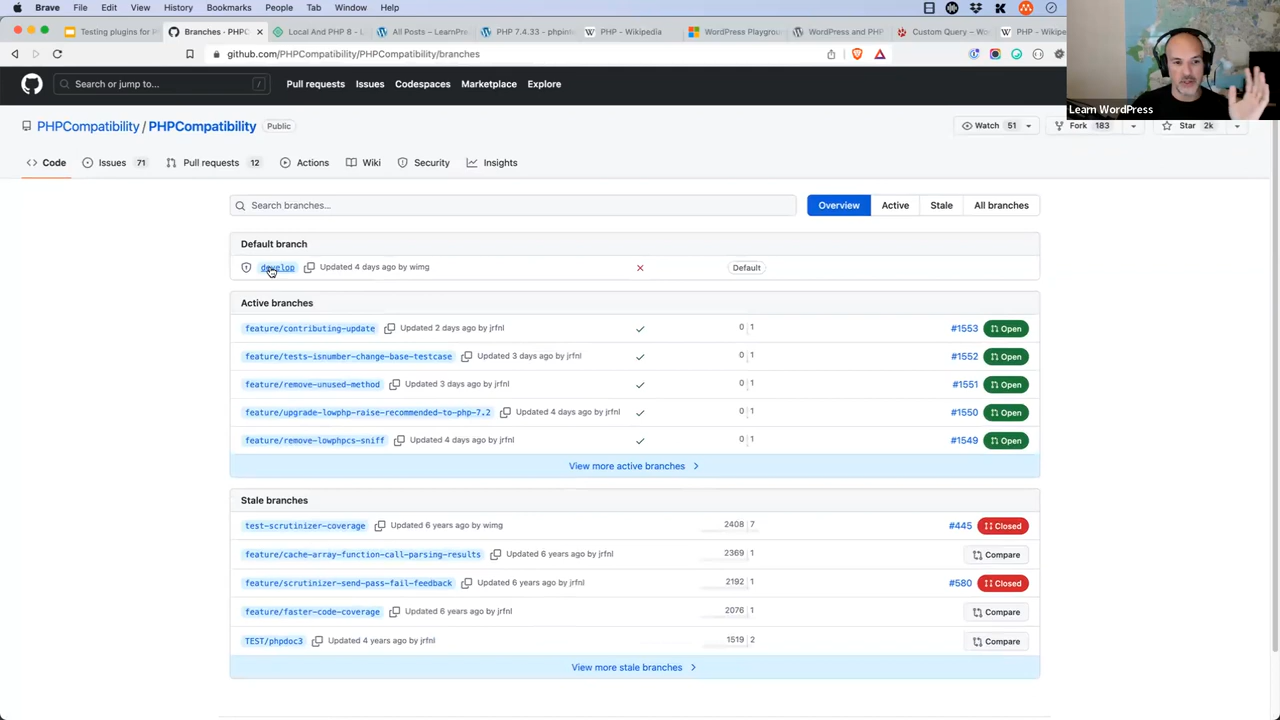 Brave File Edit View History Bookmarks People Tab Window Help
Testing plugins for P
Branches · PHPC
Local And PHP 8 - L
All Posts – LearnPre
PHP 7.4.33 - phpinfo
PHP - Wikipedia
WordPress Playgroun
WordPress and PHP
Custom Query – Wo
PHP - Wikipe
github.com/PHPCompatibility/PHPCompatibility/branches
Learn WordPress
Search or jump to... /
Pull requests Issues Codespaces Marketplace Explore
PHPCompatibility / PHPCompatibility Public
Watch 51 Fork 183 Star 2k
Code Issues 71 Pull requests 12 Actions Wiki Security Insights
Search branches...
Overview Active Stale All branches
Default branch
develop Updated 4 days ago by wimg Default
Active branches
feature/contributing-update Updated 2 days ago by jrfnl 0 1 #1553 Open
feature/tests-isnumber-change-base-testcase Updated 3 days ago by jrfnl 0 1 #1552 Open
feature/remove-unused-method Updated 3 days ago by jrfnl 0 1 #1551 Open
feature/upgrade-lowphp-raise-recommended-to-php-7.2 Updated 4 days ago by jrfnl 0 1 #1550 Open
feature/remove-lowphpcs-sniff Updated 4 days ago by jrfnl 0 1 #1549 Open
View more active branches
Stale branches
test-scrutinizer-coverage Updated 6 years ago by wimg 2408 7 #445 Closed
feature/cache-array-function-call-parsing-results Updated 6 years ago by jrfnl 2369 1 Compare
feature/scrutinizer-send-pass-fail-feedback Updated 6 years ago by jrfnl 2192 1 #580 Closed
feature/faster-code-coverage Updated 6 years ago by jrfnl 2076 1 Compare
TEST/phpdoc3 Updated 4 years ago by jrfnl 1519 2 Compare
View more stale branches